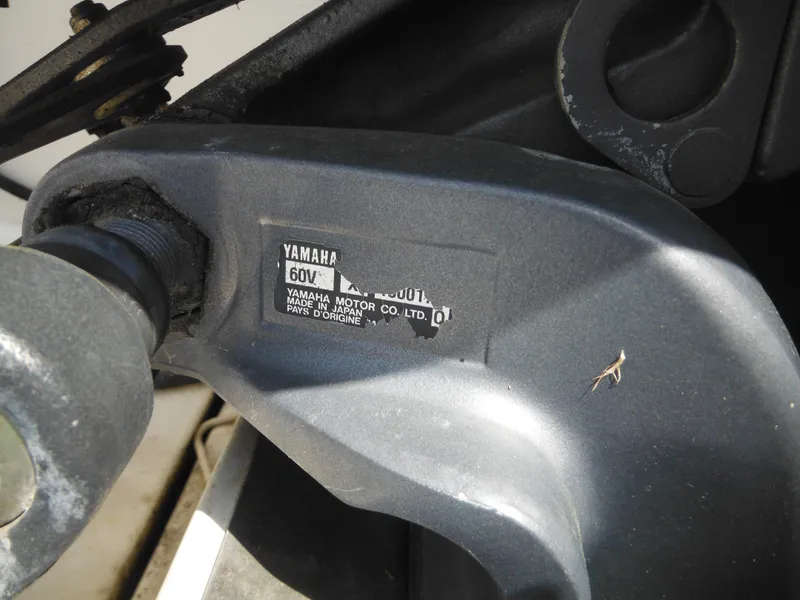 YAMAHA
60V
YAMAHA MOTOR CO. LTD.
MADE IN JAPAN
PAYS D'ORIGINE